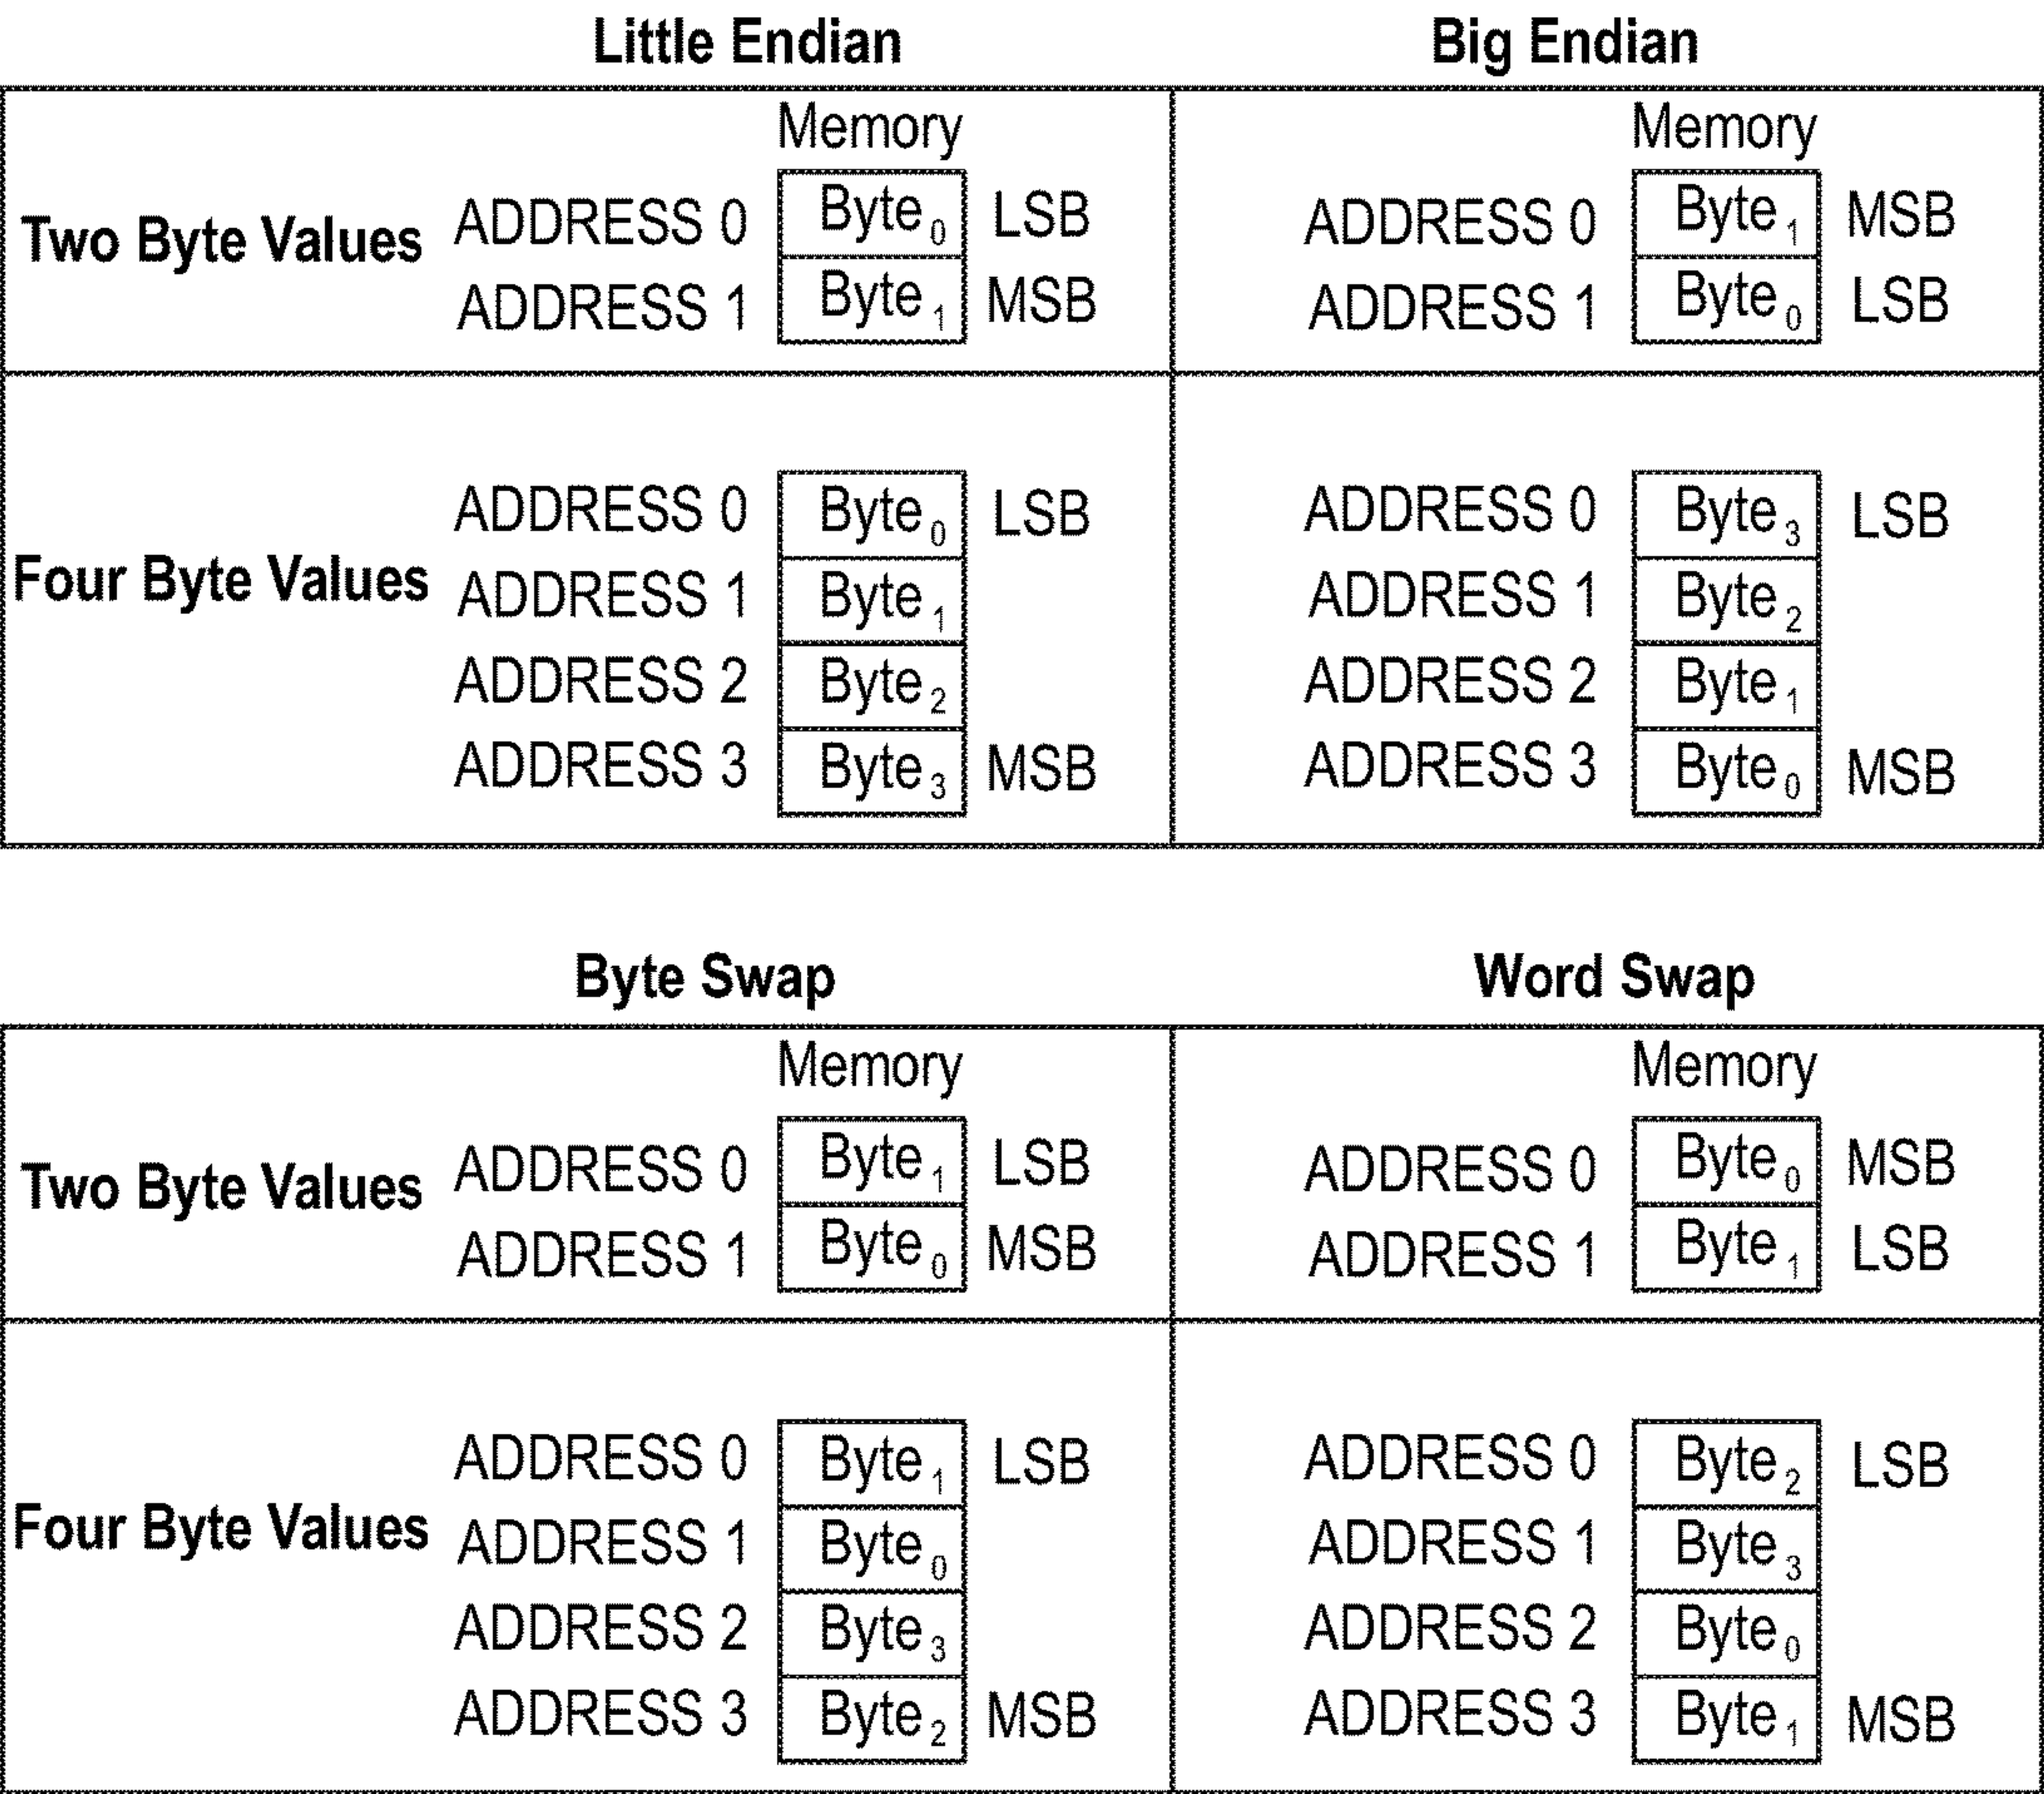 Little Endian Big Endian
Memory Memory
ADDRESS 0 Byte₀ LSB ADDRESS 0 Byte₁ MSB
Two Byte Values
ADDRESS 1 Byte₁ MSB ADDRESS 1 Byte₀ LSB
ADDRESS 0 Byte₀ LSB ADDRESS 0 Byte₃ LSB
Four Byte Values
ADDRESS 1 Byte₁ ADDRESS 1 Byte₂
ADDRESS 2 Byte₂ ADDRESS 2 Byte₁
ADDRESS 3 Byte₃ MSB ADDRESS 3 Byte₀ MSB
Byte Swap Word Swap
Memory Memory
ADDRESS 0 Byte₁ LSB ADDRESS 0 Byte₀ MSB
Two Byte Values
ADDRESS 1 Byte₀ MSB ADDRESS 1 Byte₁ LSB
ADDRESS 0 Byte₁ LSB ADDRESS 0 Byte₂ LSB
Four Byte Values
ADDRESS 1 Byte₀ ADDRESS 1 Byte₃
ADDRESS 2 Byte₃ ADDRESS 2 Byte₀
ADDRESS 3 Byte₂ MSB ADDRESS 3 Byte₁ MSB